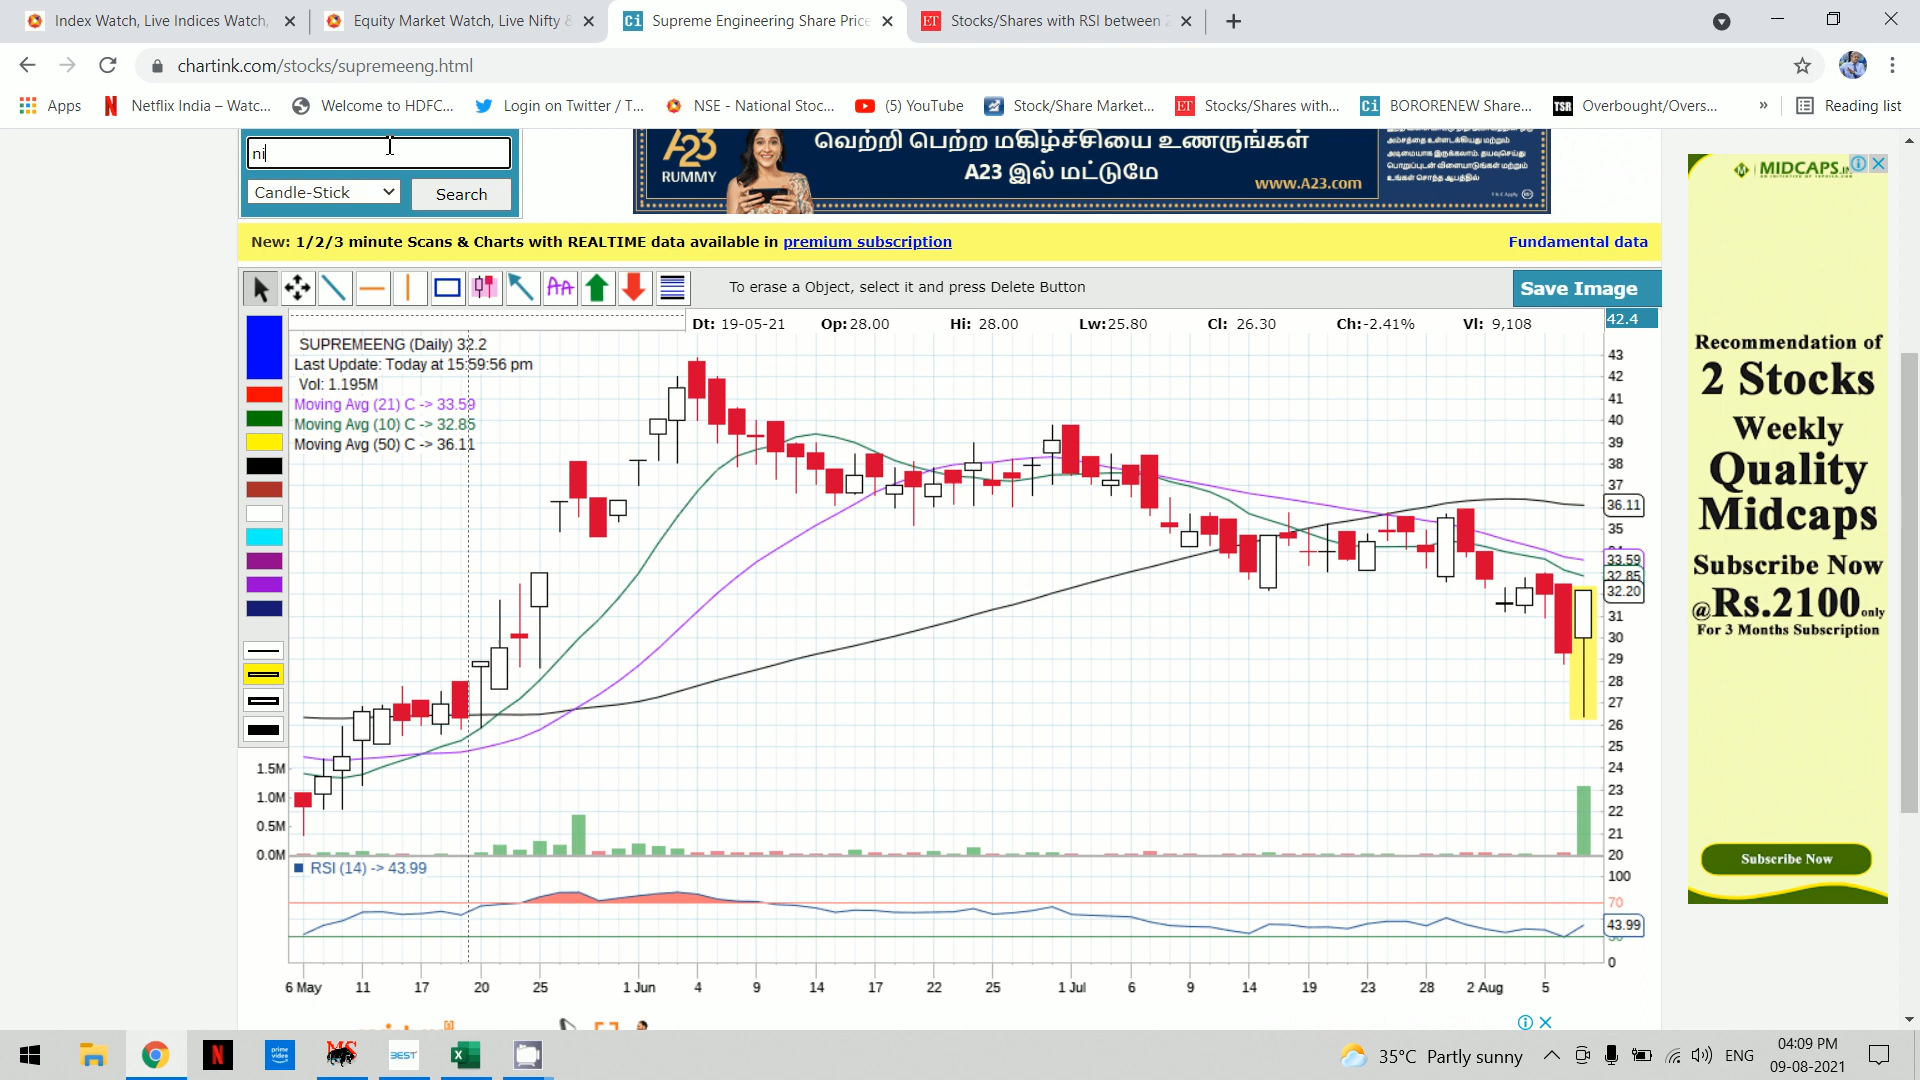 Index Watch, Live Indices Watch,
Equity Market Watch, Live Nifty &
Ci Supreme Engineering Share Price
ET Stocks/Shares with RSI between 2
chartink.com/stocks/supremeeng.html
Apps
N Netflix India – Watc...
Welcome to HDFC...
Login on Twitter / T...
NSE - National Stoc...
(5) YouTube
Stock/Share Market...
ET Stocks/Shares with...
Ci BORORENEW Share...
TSR Overbought/Overs...
»
Reading list
ni
Candle-Stick
Search
A23
RUMMY
வெற்றி பெற்ற மகிழ்ச்சியை உணருங்கள்
A23 இல் மட்டுமே
www.A23.com
MIDCAPS.IN
New: 1/2/3 minute Scans & Charts with REALTIME data available in premium subscription
Fundamental data
AA
To erase a Object, select it and press Delete Button
Save Image
Dt: 19-05-21 Op:28.00 Hi: 28.00 Lw:25.80 Cl: 26.30 Ch:-2.41% Vl: 9,108
42.4
SUPREMEENG (Daily) 32.2
Last Update: Today at 15:59:56 pm
Vol: 1.195M
Moving Avg (21) C -> 33.59
Moving Avg (10) C -> 32.85
Moving Avg (50) C -> 36.11
43
42
41
40
39
38
37
36.11
35
33.59
32.85
32.20
31
30
29
28
27
26
25
24
23
22
21
20
1.5M
1.0M
0.5M
0.0M
RSI (14) -> 43.99
100
70
43.99
0
6 May 11 17 20 25 1 Jun 4 9 14 17 22 25 1 Jul 6 9 14 19 23 28 2 Aug 5
Recommendation of
2 Stocks
Weekly
Quality
Midcaps
Subscribe Now
@Rs.2100only
For 3 Months Subscription
Subscribe Now
N
prime video
MS
BEST
35°C Partly sunny
ENG
04:09 PM
09-08-2021